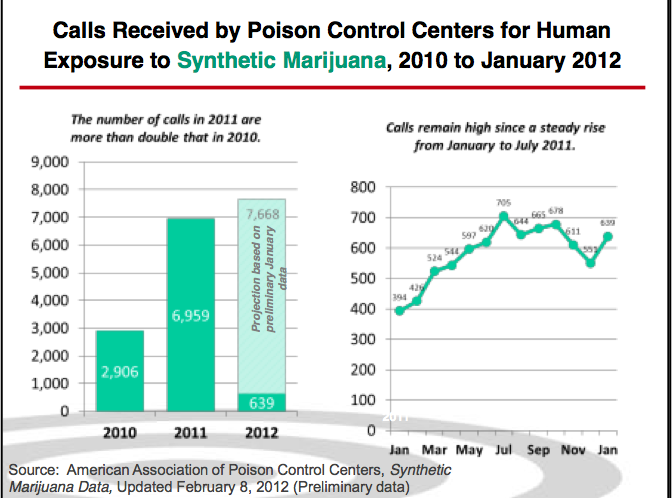 Calls Received by Poison Control Centers for Human
Exposure to Synthetic Marijuana, 2010 to January 2012
The number of calls in 2011 are
more than double that in 2010.
9,000
8,000
7,000
6,000
5,000
4,000
3,000
2,000
1,000
0
2,906
6,959
7,668
Projection based on
preliminary January
data
639
2010
2011
2012
Calls remain high since a steady rise
from January to July 2011.
800
700
600
500
400
300
200
100
0
394
426
524
544
597
620
705
644
665
678
611
551
639
2011
Jan
Mar
May
Jul
Sep
Nov
Jan
Source: American Association of Poison Control Centers, Synthetic
Marijuana Data, Updated February 8, 2012 (Preliminary data)